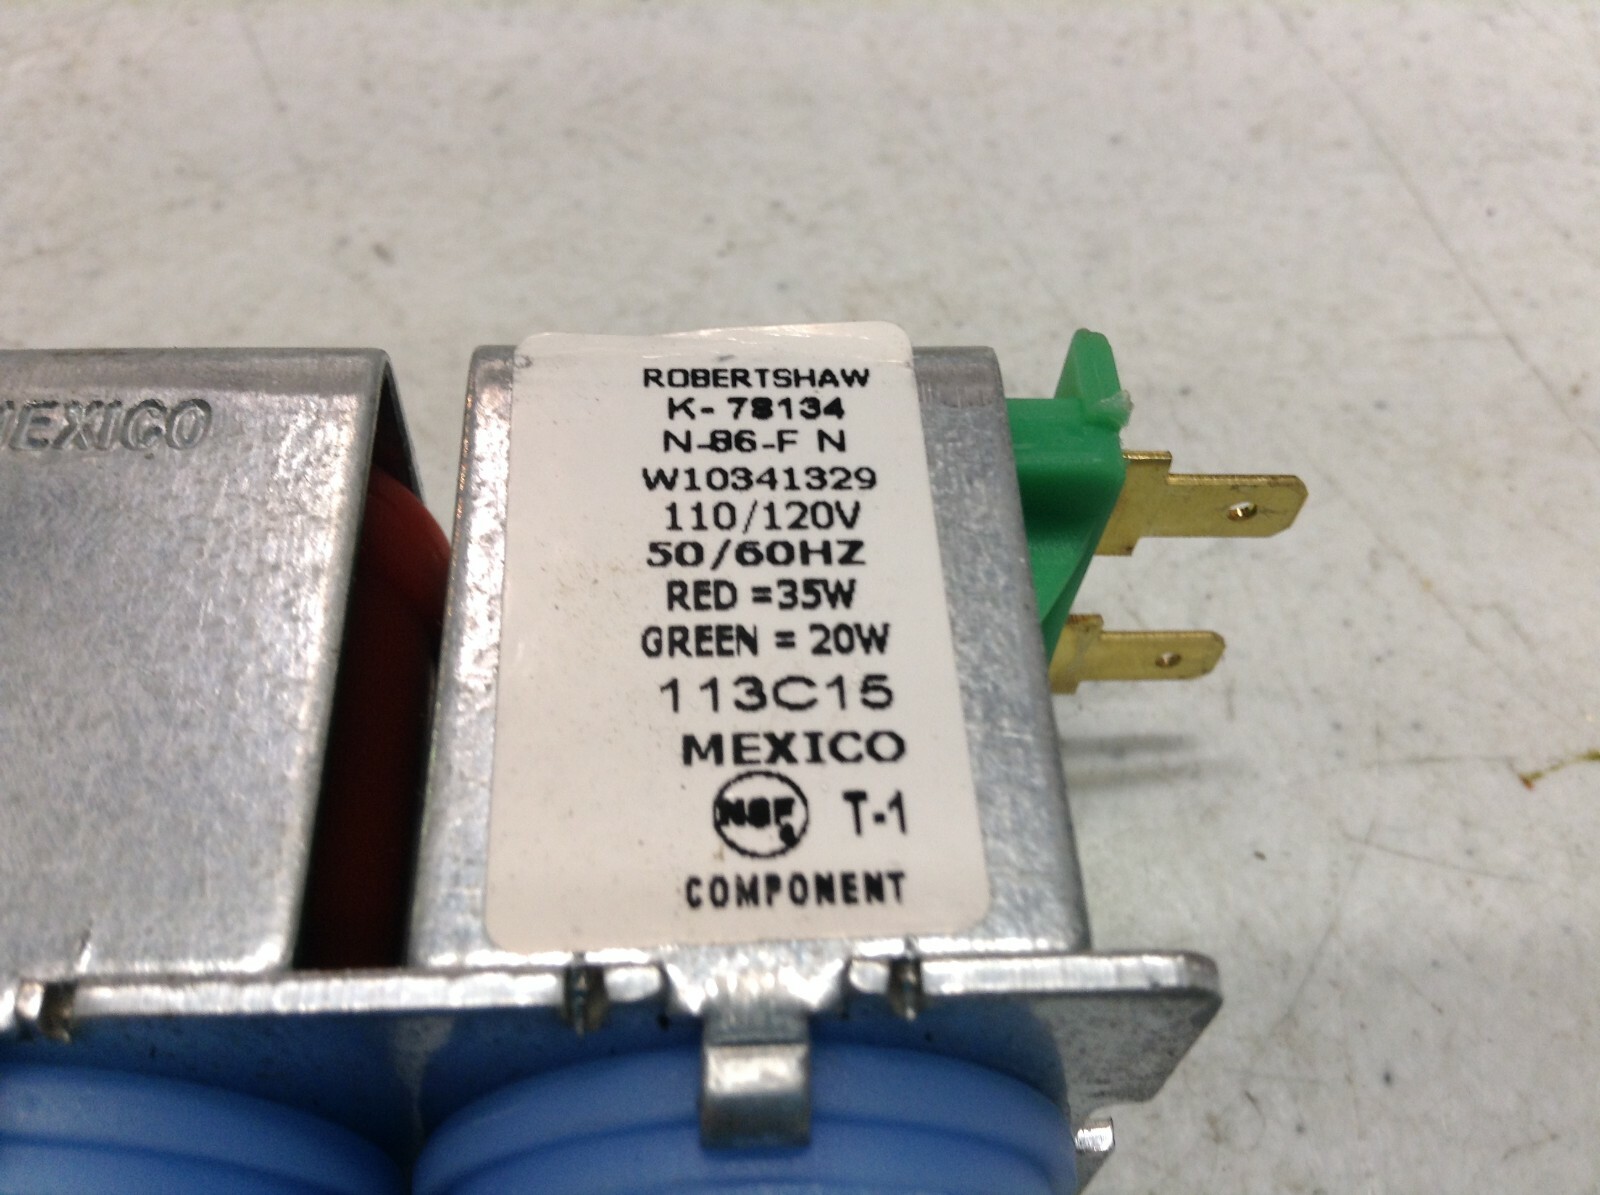 MEXICO
ROBERTSHAW
K-78134
N-86-F N
W10341329
110/120V
50/60HZ
RED =35W
GREEN = 20W
113C15
MEXICO
NSF® T-1
COMPONENT